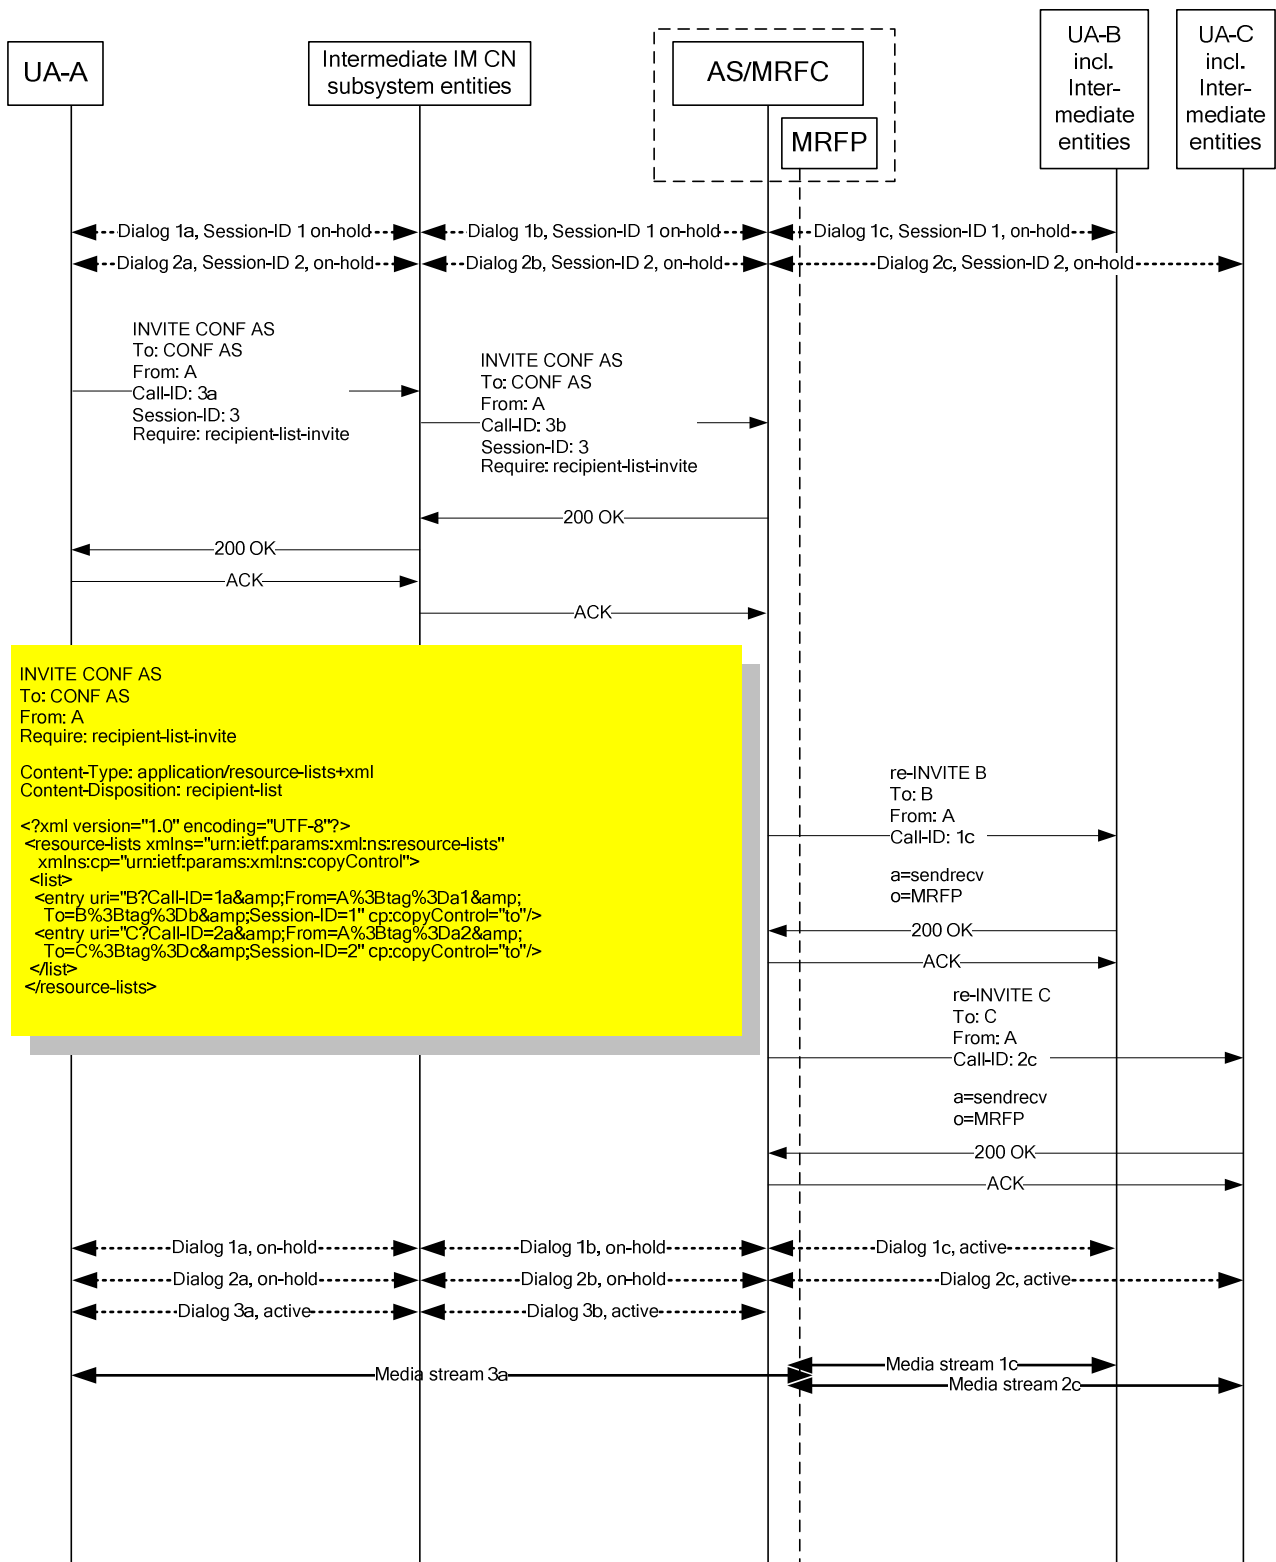 UA-A
Intermediate IM CN
subsystem entities
AS/MRFC
MRFP
UA-B
incl.
Inter-
mediate
entities
UA-C
incl.
Inter-
mediate
entities
Dialog 1a, Session-ID 1 on-hold
Dialog 1b, Session-ID 1 on-hold
Dialog 1c, Session-ID 1, on-hold
Dialog 2a, Session-ID 2, on-hold
Dialog 2b, Session-ID 2, on-hold
Dialog 2c, Session-ID 2, on-hold
INVITE CONF AS
To: CONF AS
From: A
Call-ID: 3a
Session-ID: 3
Require: recipient-list-invite
INVITE CONF AS
To: CONF AS
From: A
Call-ID: 3b
Session-ID: 3
Require: recipient-list-invite
200 OK
200 OK
ACK
ACK
INVITE CONF AS
To: CONF AS
From: A
Require: recipient-list-invite
Content-Type: application/resource-lists+xml
Content-Disposition: recipient-list
<?xml version="1.0" encoding="UTF-8"?>
<resource-lists xmlns="urn:ietf:params:xml:ns:resource-lists"
xmlns:cp="urn:ietf:params:xml:ns:copyControl">
<list>
<entry uri="B?Call-ID=1a&amp;From=A%3Btag%3Da1&amp;
To=B%3Btag%3Db&amp;Session-ID=1" cp:copyControl="to"/>
<entry uri="C?Call-ID=2a&amp;From=A%3Btag%3Da2&amp;
To=C%3Btag%3Dc&amp;Session-ID=2" cp:copyControl="to"/>
</list>
</resource-lists>
re-INVITE B
To: B
From: A
Call-ID: 1c
a=sendrecv
o=MRFP
200 OK
ACK
re-INVITE C
To: C
From: A
Call-ID: 2c
a=sendrecv
o=MRFP
200 OK
ACK
Dialog 1a, on-hold
Dialog 1b, on-hold
Dialog 1c, active
Dialog 2a, on-hold
Dialog 2b, on-hold
Dialog 2c, active
Dialog 3a, active
Dialog 3b, active
Media stream 1c
Media stream 3a
Media stream 2c